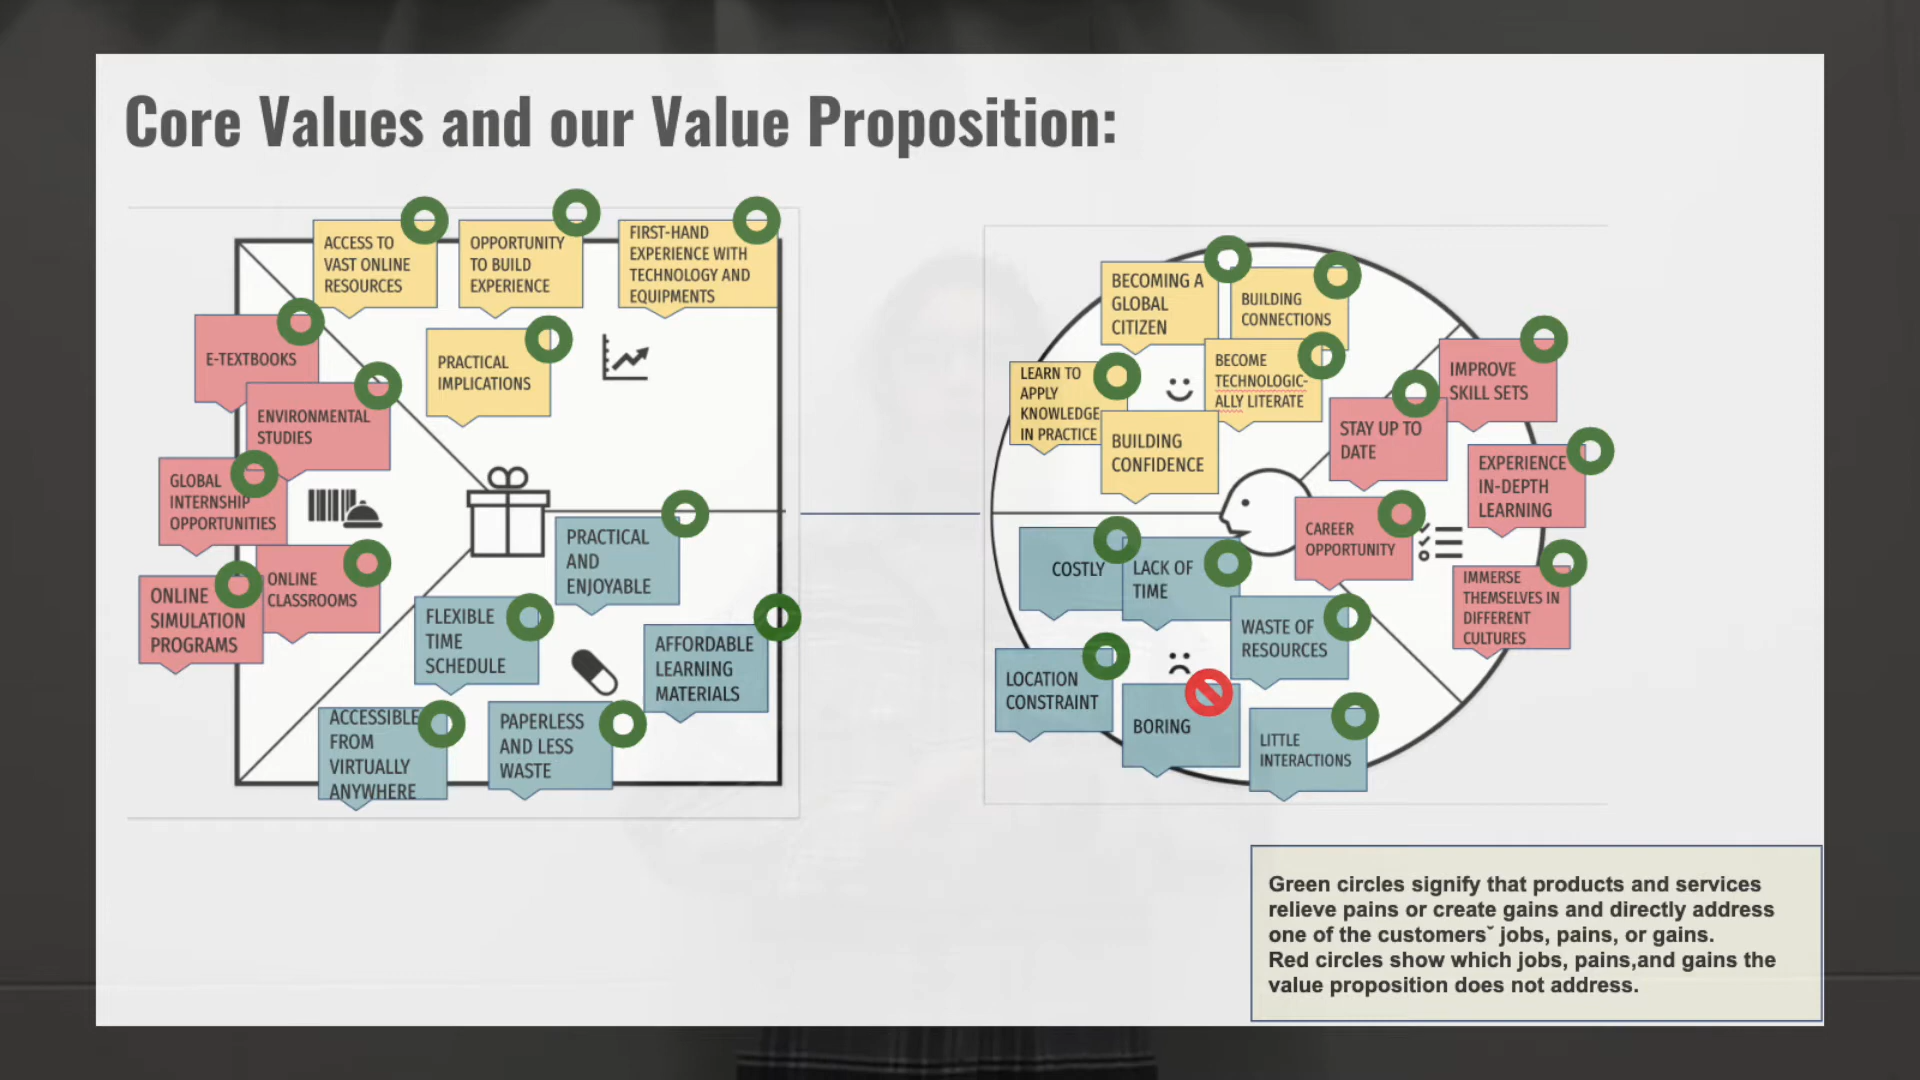 Core Values and our Value Proposition:
ACCESS TO
VAST ONLINE
RESOURCES
OPPORTUNITY
TO BUILD
EXPERIENCE
FIRST-HAND
EXPERIENCE WITH
TECHNOLOGY AND
EQUIPMENTS
E-TEXTBOOKS
PRACTICAL
IMPLICATIONS
ENVIRONMENTAL
STUDIES
GLOBAL
INTERNSHIP
OPPORTUNITIES
ONLINE
CLASSROOMS
ONLINE
SIMULATION
PROGRAMS
PRACTICAL
AND
ENJOYABLE
FLEXIBLE
TIME
SCHEDULE
AFFORDABLE
LEARNING
MATERIALS
ACCESSIBLE
FROM
VIRTUALLY
ANYWHERE
PAPERLESS
AND LESS
WASTE
BECOMING A
GLOBAL
CITIZEN
BUILDING
CONNECTIONS
LEARN TO
APPLY
KNOWLEDGE
IN PRACTICE
BECOME
TECHNOLOGIC-
ALLY LITERATE
BUILDING
CONFIDENCE
IMPROVE
SKILL SETS
STAY UP TO
DATE
EXPERIENCE
IN-DEPTH
LEARNING
CAREER
OPPORTUNITY
IMMERSE
THEMSELVES IN
DIFFERENT
CULTURES
COSTLY
LACK OF
TIME
WASTE OF
RESOURCES
LOCATION
CONSTRAINT
BORING
LITTLE
INTERACTIONS
Green circles signify that products and services
relieve pains or create gains and directly address
one of the customersˇ jobs, pains, or gains.
Red circles show which jobs, pains,and gains the
value proposition does not address.